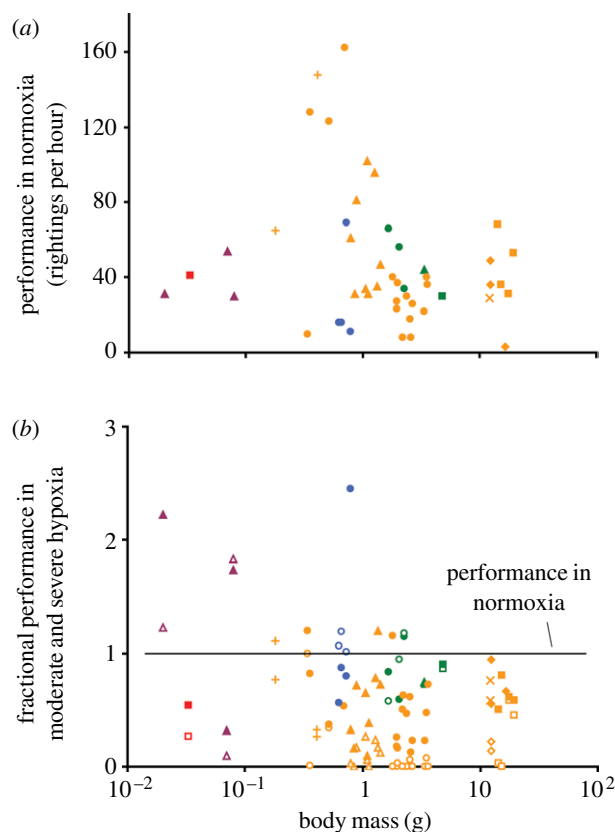 (a)
performance in normoxia
(rightings per hour)
160
120
80
40
0
(b)
fractional performance in
moderate and severe hypoxia
3
2
1
0
performance in
normoxia
10⁻²
10⁻¹
1
10
10²
body mass (g)